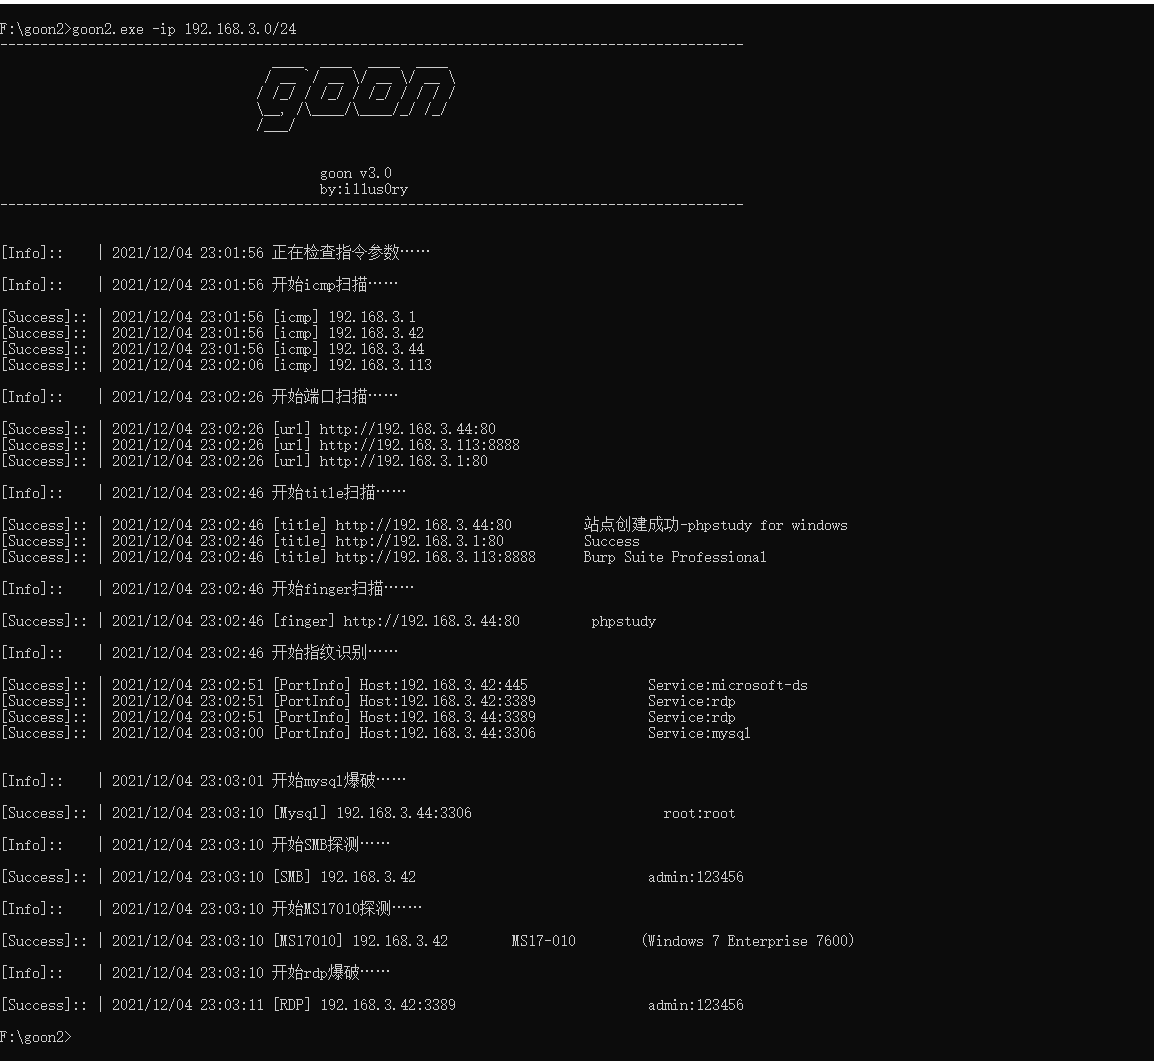 F:\goon2>goon2.exe -ip 192.168.3.0/24
goon
goon v3.0
by:illus0ry
[Info]:: | 2021/12/04 23:01:56 正在检查指令参数……
[Info]:: | 2021/12/04 23:01:56 开始icmp扫描……
[Success]:: | 2021/12/04 23:01:56 [icmp] 192.168.3.1
[Success]:: | 2021/12/04 23:01:56 [icmp] 192.168.3.42
[Success]:: | 2021/12/04 23:01:56 [icmp] 192.168.3.44
[Success]:: | 2021/12/04 23:02:06 [icmp] 192.168.3.113
[Info]:: | 2021/12/04 23:02:26 开始端口扫描……
[Success]:: | 2021/12/04 23:02:26 [url] http://192.168.3.44:80
[Success]:: | 2021/12/04 23:02:26 [url] http://192.168.3.113:8888
[Success]:: | 2021/12/04 23:02:26 [url] http://192.168.3.1:80
[Info]:: | 2021/12/04 23:02:46 开始title扫描……
[Success]:: | 2021/12/04 23:02:46 [title] http://192.168.3.44:80 站点创建成功-phpstudy for windows
[Success]:: | 2021/12/04 23:02:46 [title] http://192.168.3.1:80 Success
[Success]:: | 2021/12/04 23:02:46 [title] http://192.168.3.113:8888 Burp Suite Professional
[Info]:: | 2021/12/04 23:02:46 开始finger扫描……
[Success]:: | 2021/12/04 23:02:46 [finger] http://192.168.3.44:80 phpstudy
[Info]:: | 2021/12/04 23:02:46 开始指纹识别……
[Success]:: | 2021/12/04 23:02:51 [PortInfo] Host:192.168.3.42:445 Service:microsoft-ds
[Success]:: | 2021/12/04 23:02:51 [PortInfo] Host:192.168.3.42:3389 Service:rdp
[Success]:: | 2021/12/04 23:02:51 [PortInfo] Host:192.168.3.44:3389 Service:rdp
[Success]:: | 2021/12/04 23:03:00 [PortInfo] Host:192.168.3.44:3306 Service:mysql
[Info]:: | 2021/12/04 23:03:01 开始mysql爆破……
[Success]:: | 2021/12/04 23:03:10 [Mysql] 192.168.3.44:3306 root:root
[Info]:: | 2021/12/04 23:03:10 开始SMB探测……
[Success]:: | 2021/12/04 23:03:10 [SMB] 192.168.3.42 admin:123456
[Info]:: | 2021/12/04 23:03:10 开始MS17010探测……
[Success]:: | 2021/12/04 23:03:10 [MS17010] 192.168.3.42 MS17-010 (Windows 7 Enterprise 7600)
[Info]:: | 2021/12/04 23:03:10 开始rdp爆破……
[Success]:: | 2021/12/04 23:03:11 [RDP] 192.168.3.42:3389 admin:123456
F:\goon2>